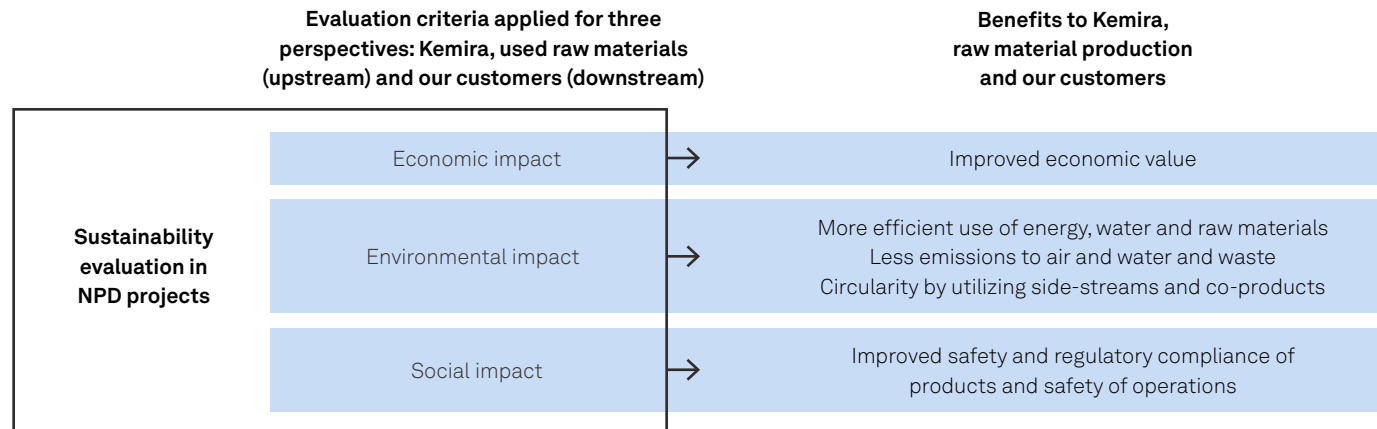 Evaluation criteria applied for three
perspectives: Kemira, used raw materials
(upstream) and our customers (downstream)
Benefits to Kemira,
raw material production
and our customers
Sustainability
evaluation in
NPD projects
Economic impact
Improved economic value
Environmental impact
More efficient use of energy, water and raw materials
Less emissions to air and water and waste
Circularity by utilizing side-streams and co-products
Social impact
Improved safety and regulatory compliance of
products and safety of operations